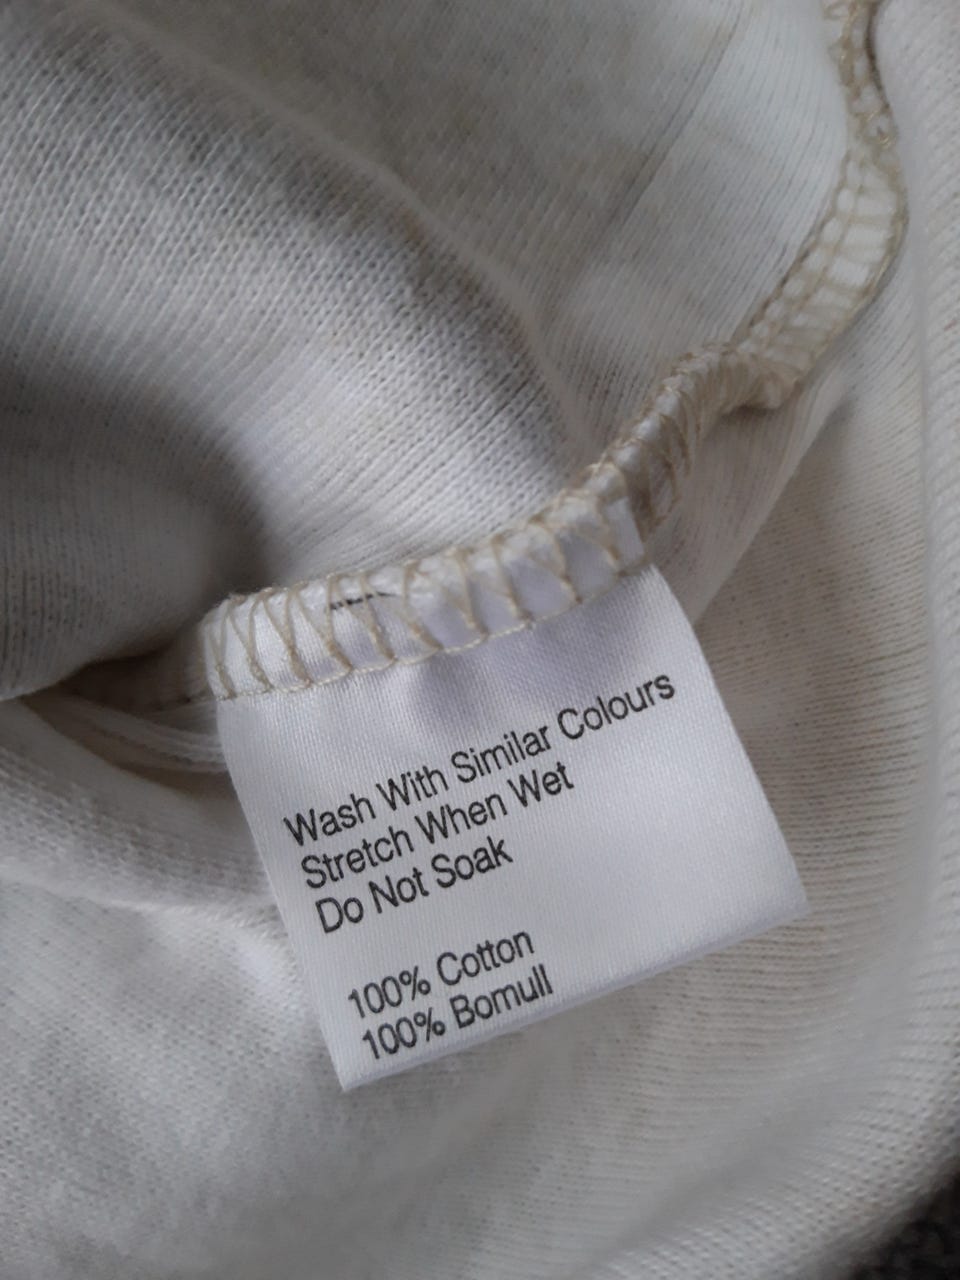 Wash With Similar Colours
Stretch When Wet
Do Not Soak
100% Cotton
100% Bomull